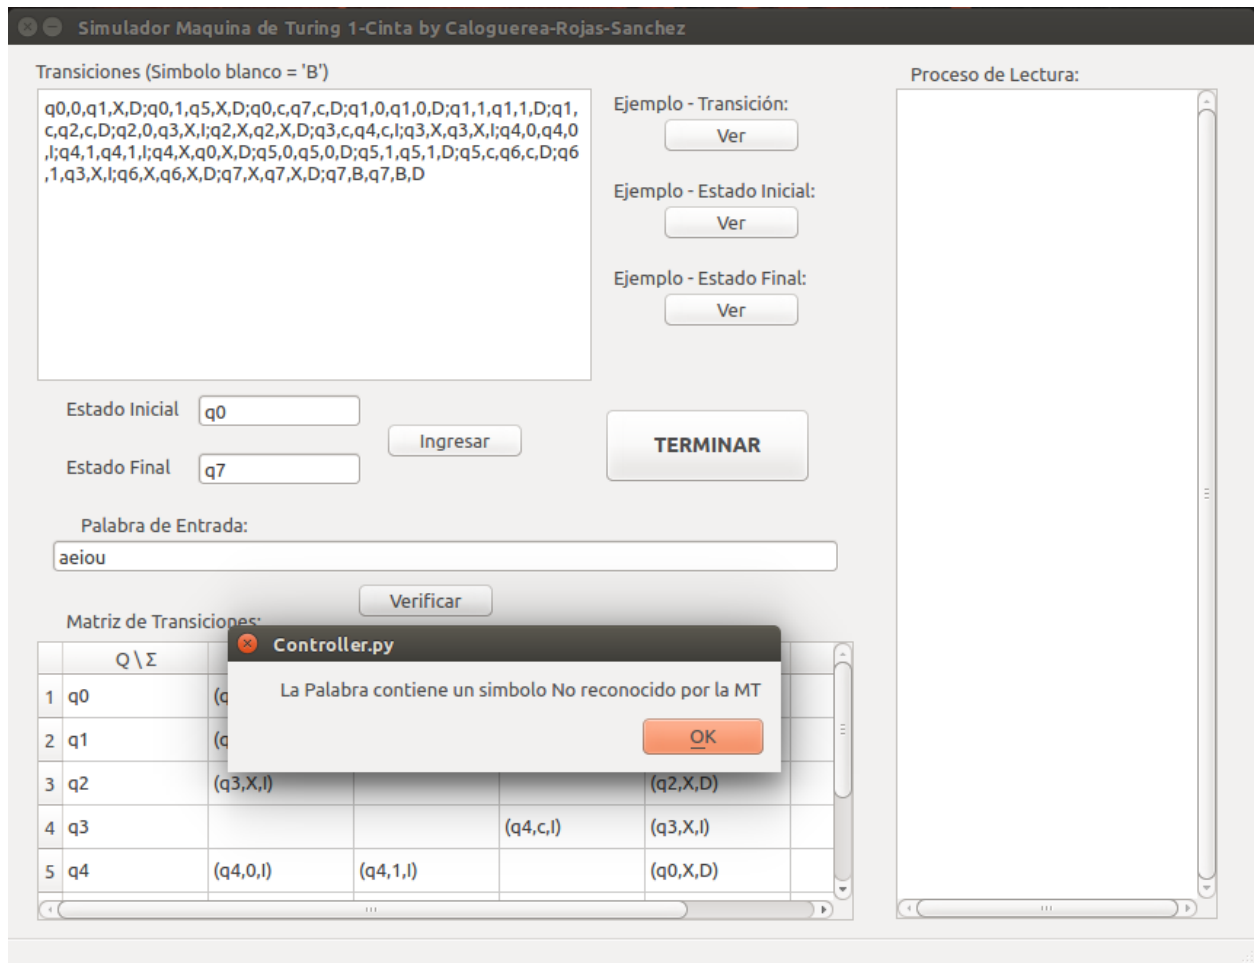 Simulador Maquina de Turing 1-Cinta by Caloguerea-Rojas-Sanchez
Transiciones (Simbolo blanco = 'B')
q0,0,q1,X,D;q0,1,q5,X,D;q0,c,q7,c,D;q1,0,q1,0,D;q1,1,q1,1,D;q1,
c,q2,c,D;q2,0,q3,X,I;q2,X,q2,X,D;q3,c,q4,c,I;q3,X,q3,X,I;q4,0,q4,0
,I;q4,1,q4,1,I;q4,X,q0,X,D;q5,0,q5,0,D;q5,1,q5,1,D;q5,c,q6,c,D;q6
,1,q3,X,I;q6,X,q6,X,D;q7,X,q7,X,D;q7,B,q7,B,D
Ejemplo - Transición:
Ver
Ejemplo - Estado Inicial:
Ver
Ejemplo - Estado Final:
Ver
Proceso de Lectura:
Estado Inicial q0
Estado Final q7
Ingresar
TERMINAR
Palabra de Entrada:
aeiou
Verificar
Matriz de Transiciones:
Controller.py
La Palabra contiene un simbolo No reconocido por la MT
OK
Q\Σ
1 q0 (q
2 q1 (q
3 q2 (q3,X,I) (q2,X,D)
4 q3 (q4,c,I) (q3,X,I)
5 q4 (q4,0,I) (q4,1,I) (q0,X,D)